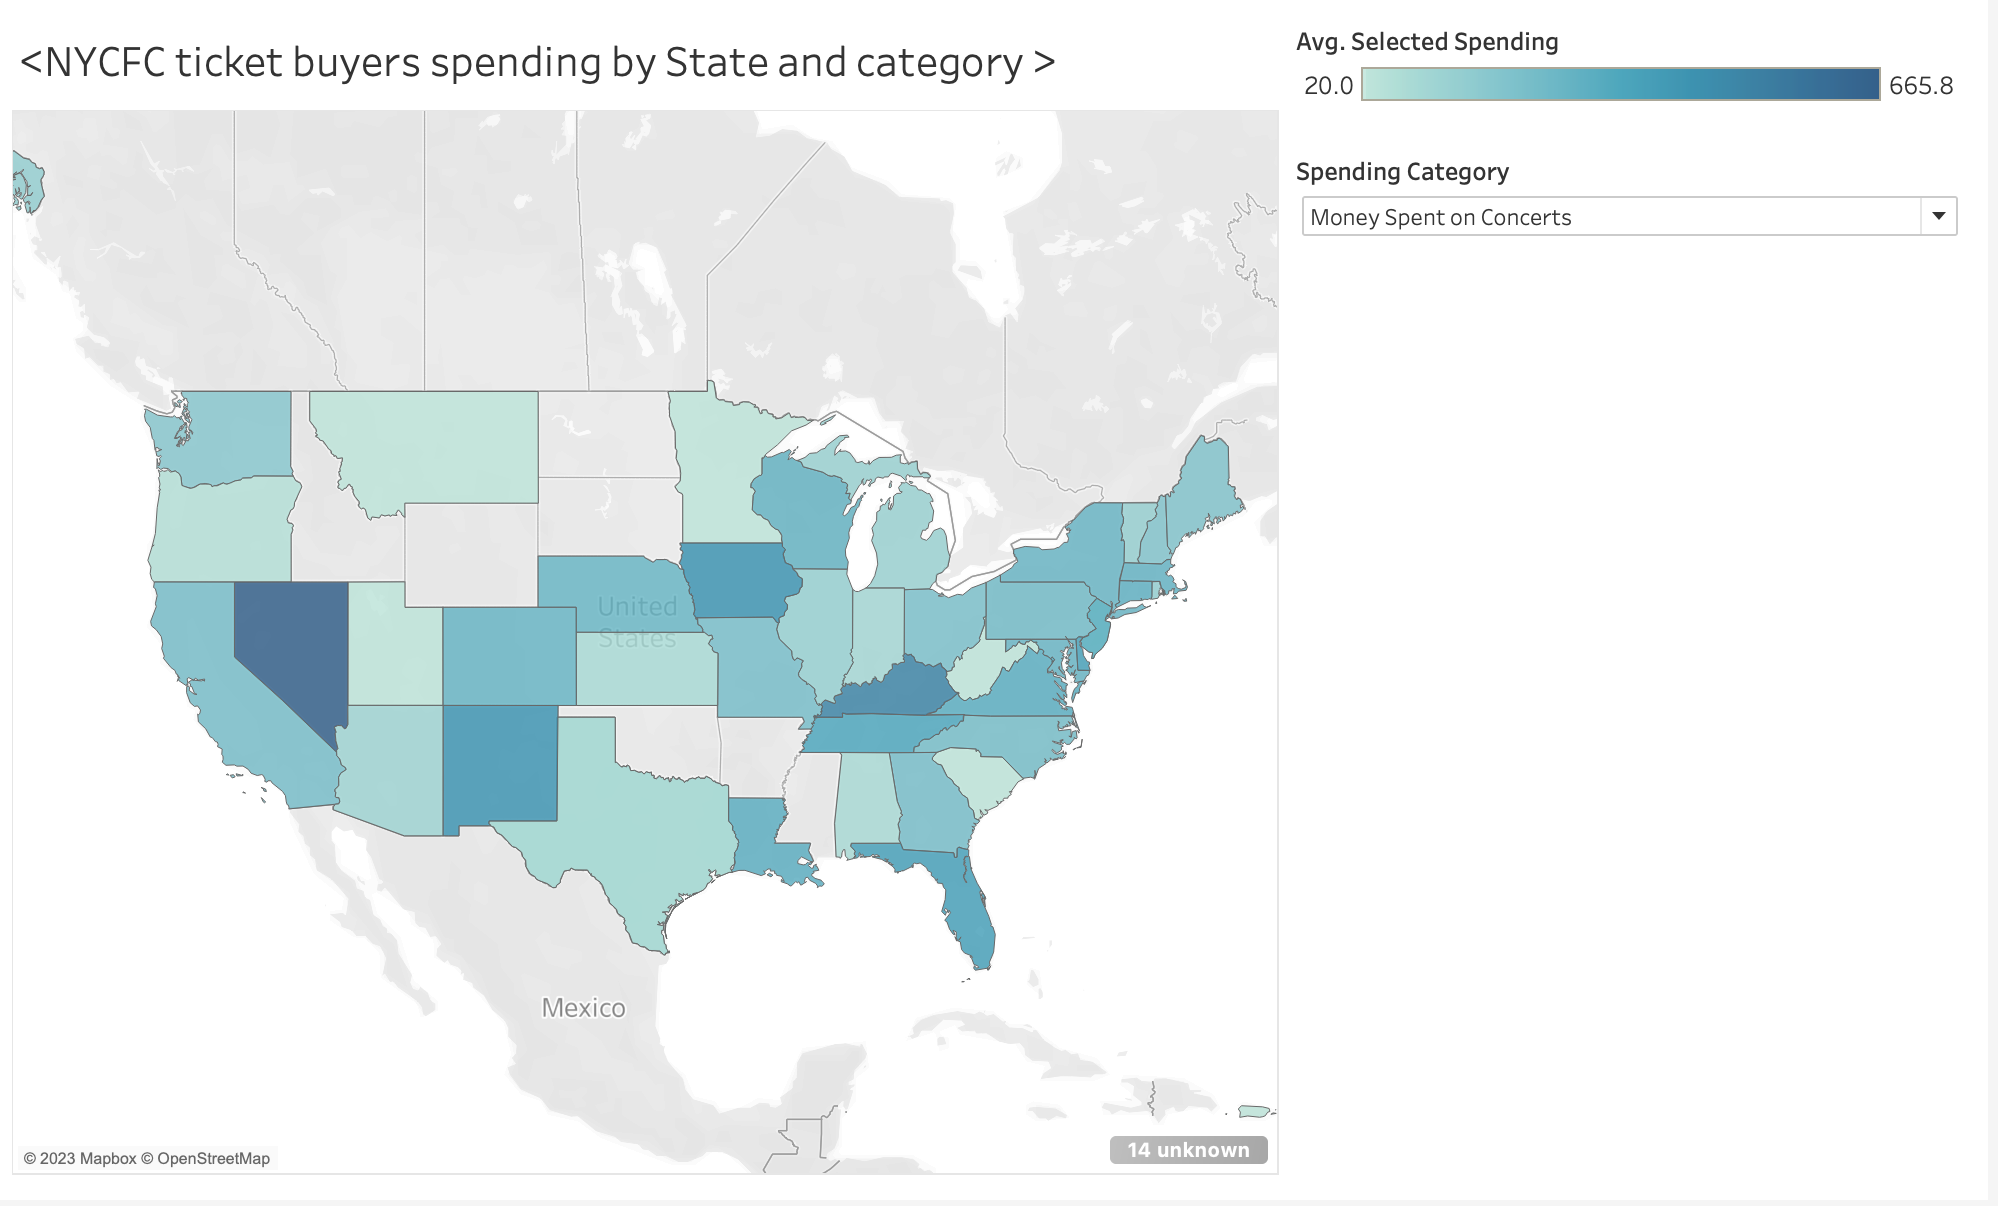 <NYCFC ticket buyers spending by State and category >
Avg. Selected Spending
20.0
665.8
Spending Category
Money Spent on Concerts
United
States
Mexico
© 2023 Mapbox © OpenStreetMap
14 unknown